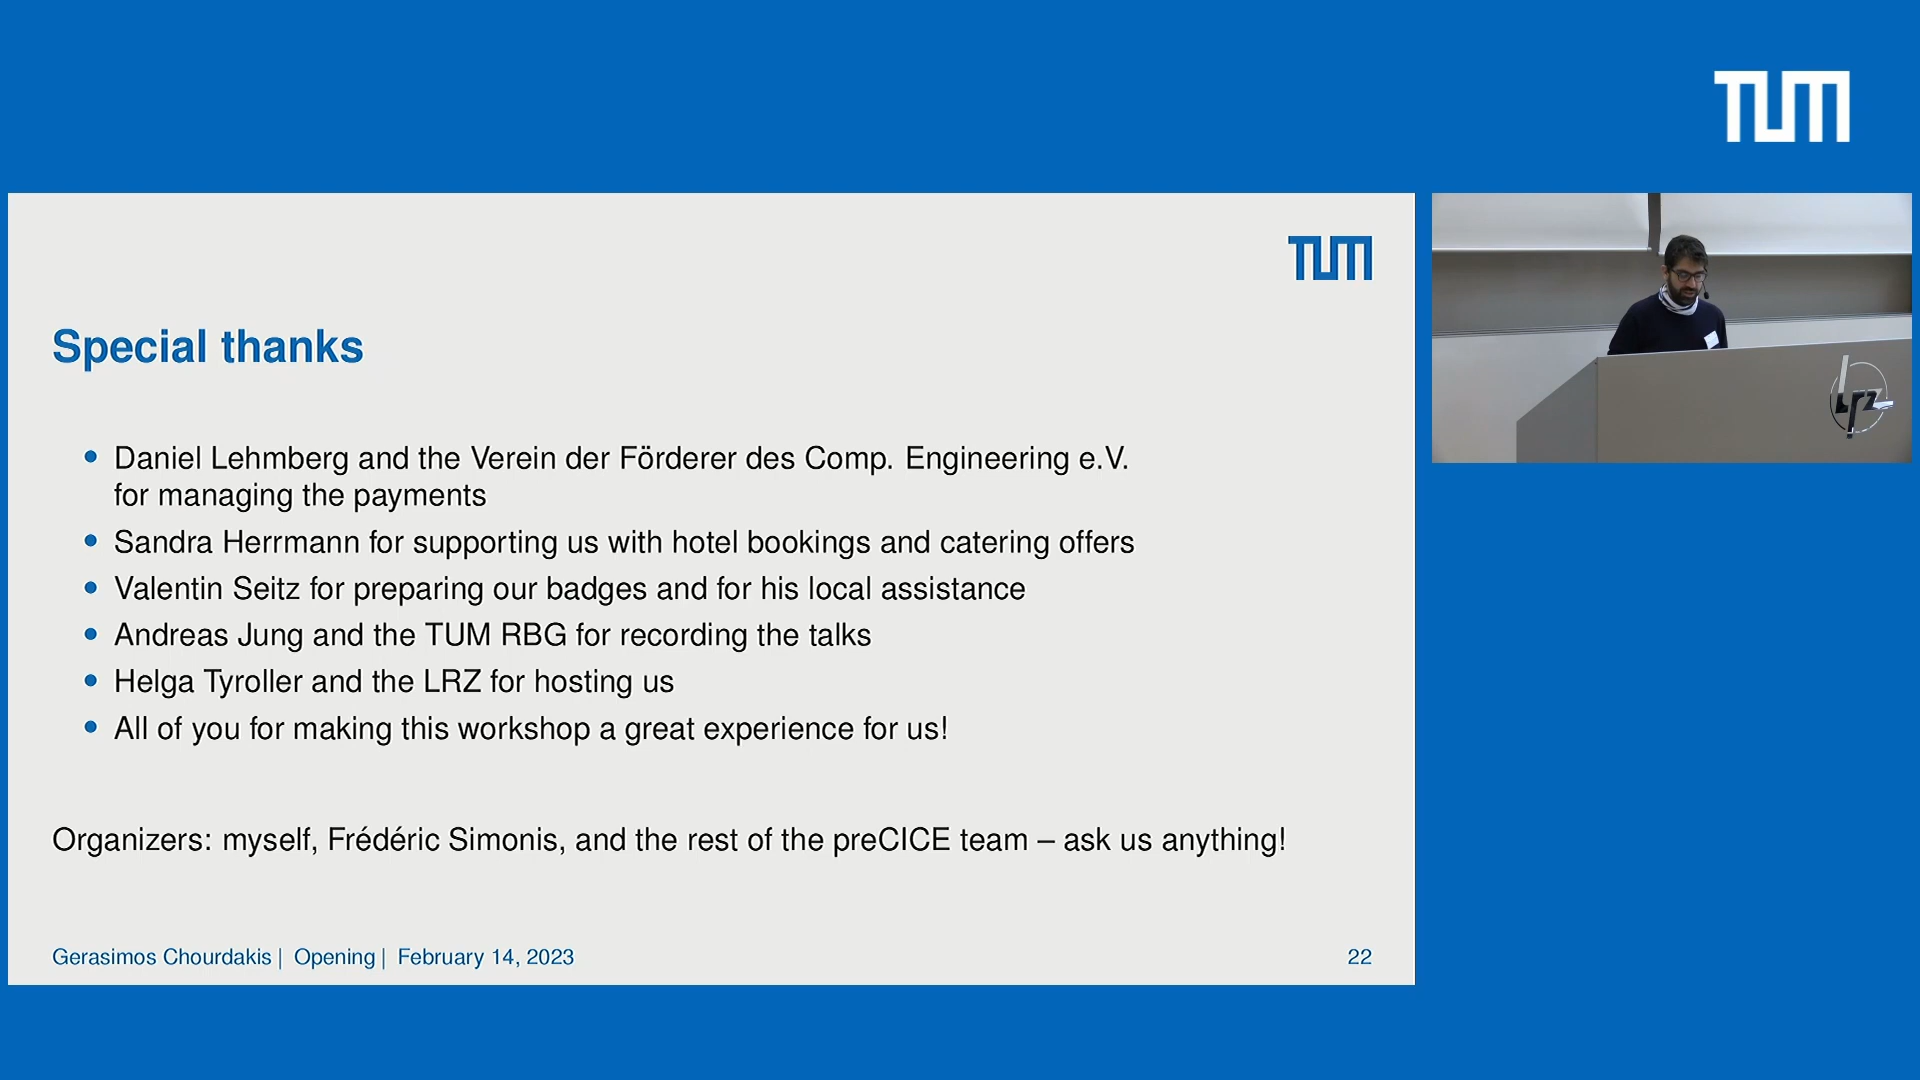 TUM
TUM
Special thanks
• Daniel Lehmberg and the Verein der Förderer des Comp. Engineering e.V.
for managing the payments
• Sandra Herrmann for supporting us with hotel bookings and catering offers
• Valentin Seitz for preparing our badges and for his local assistance
• Andreas Jung and the TUM RBG for recording the talks
• Helga Tyroller and the LRZ for hosting us
• All of you for making this workshop a great experience for us!
Organizers: myself, Frédéric Simonis, and the rest of the preCICE team – ask us anything!
Gerasimos Chourdakis | Opening | February 14, 2023
22
lrz